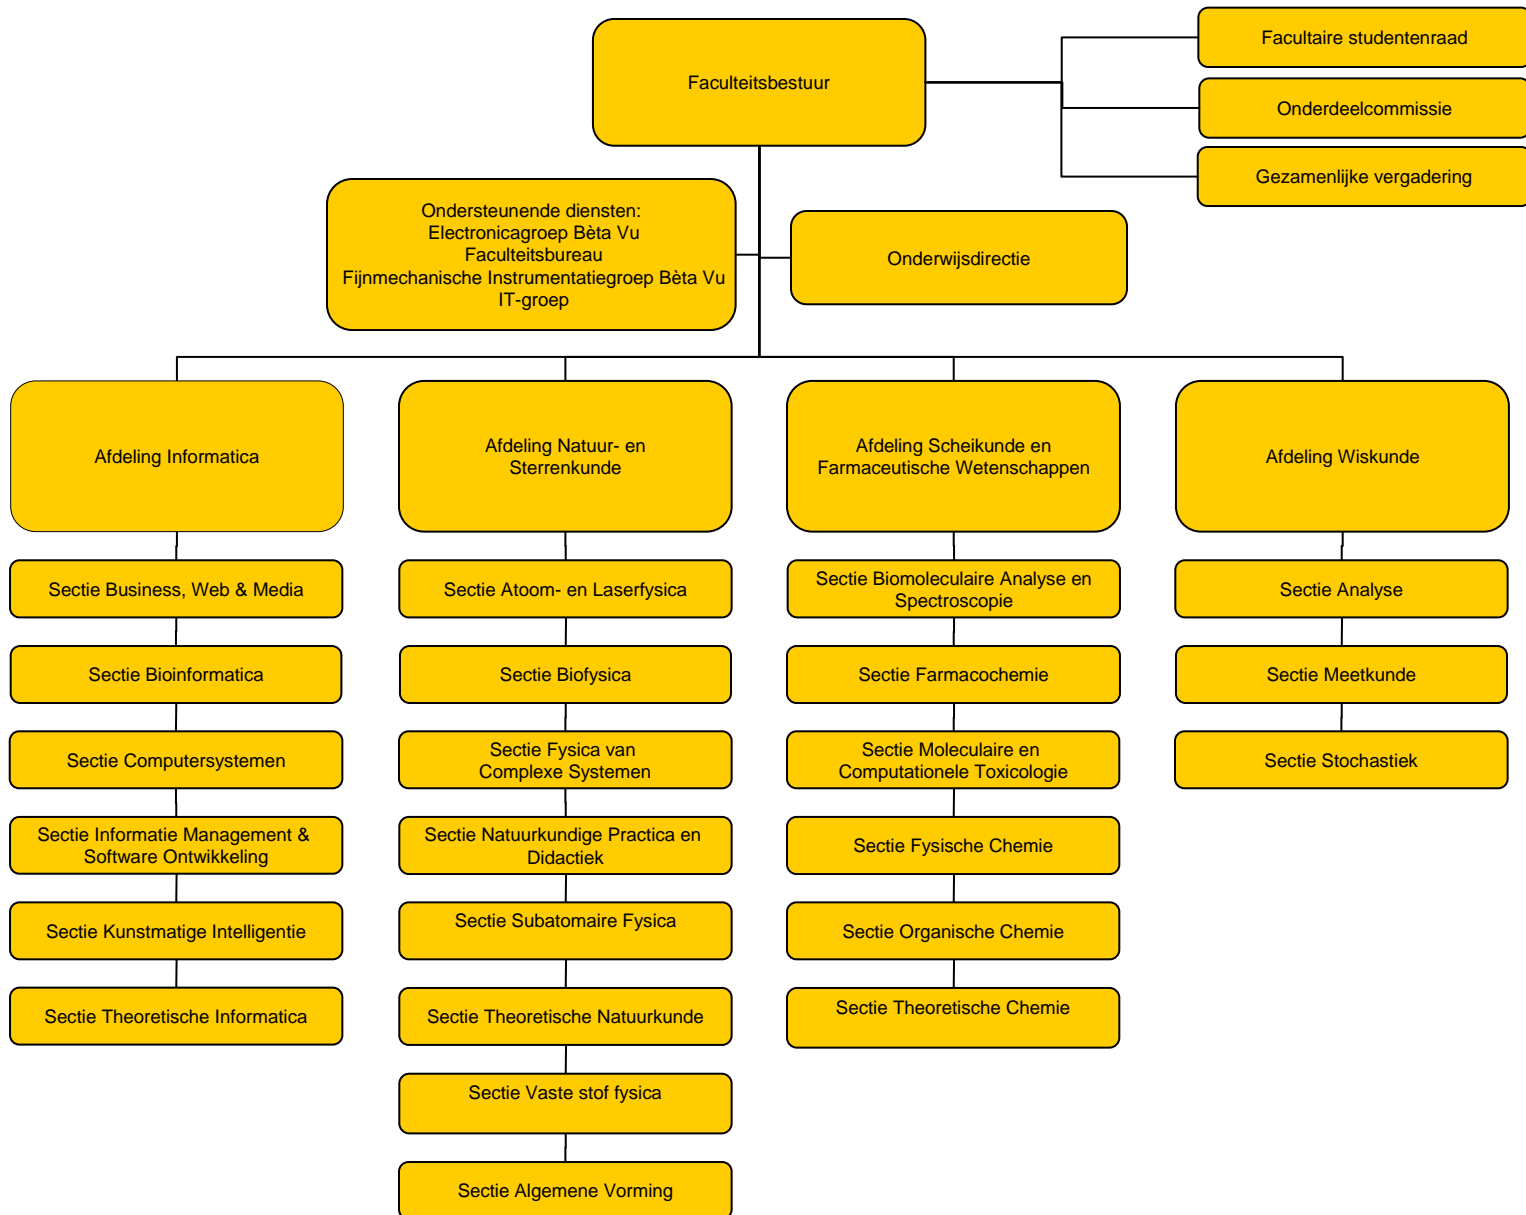 Faculteitsbestuur
Facultaire studentenraad
Onderdeelcommissie
Gezamenlijke vergadering
Ondersteunende diensten:
Electronicagroep Bèta Vu
Faculteitsbureau
Fijnmechanische Instrumentatiegroep Bèta Vu
IT-groep
Onderwijsdirectie
Afdeling Informatica
Afdeling Natuur- en
Sterrenkunde
Afdeling Scheikunde en
Farmaceutische Wetenschappen
Afdeling Wiskunde
Sectie Business, Web & Media
Sectie Bioinformatica
Sectie Computersystemen
Sectie Informatie Management &
Software Ontwikkeling
Sectie Kunstmatige Intelligentie
Sectie Theoretische Informatica
Sectie Atoom- en Laserfysica
Sectie Biofysica
Sectie Fysica van
Complexe Systemen
Sectie Natuurkundige Practica en
Didactiek
Sectie Subatomaire Fysica
Sectie Theoretische Natuurkunde
Sectie Vaste stof fysica
Sectie Algemene Vorming
Sectie Biomoleculaire Analyse en
Spectroscopie
Sectie Farmacochemie
Sectie Moleculaire en
Computationele Toxicologie
Sectie Fysische Chemie
Sectie Organische Chemie
Sectie Theoretische Chemie
Sectie Analyse
Sectie Meetkunde
Sectie Stochastiek